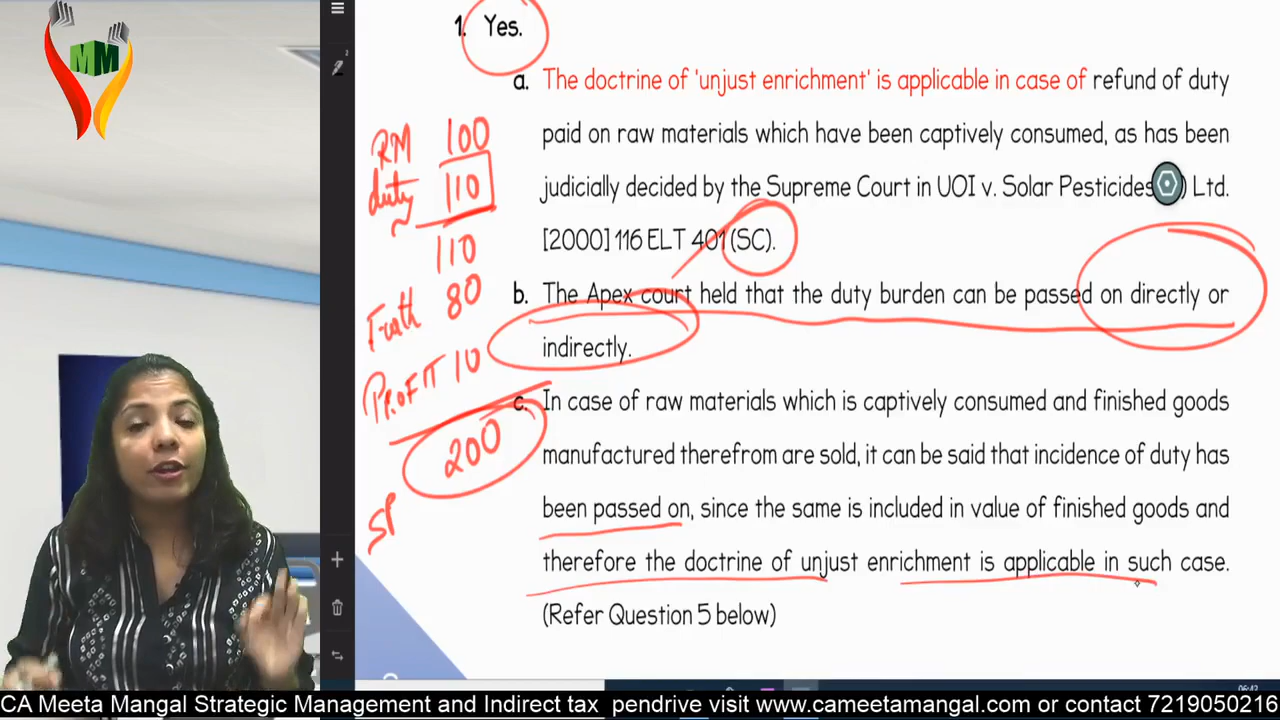 MM
1. Yes.
a. The doctrine of 'unjust enrichment' is applicable in case of refund of duty
paid on raw materials which have been captively consumed, as has been
judicially decided by the Supreme Court in UOI v. Solar Pesticides ) Ltd.
[2000] 116 ELT 401 (SC).
b. The Apex court held that the duty burden can be passed on directly or
indirectly.
c. In case of raw materials which is captively consumed and finished goods
manufactured therefrom are sold, it can be said that incidence of duty has
been passed on, since the same is included in value of finished goods and
therefore the doctrine of unjust enrichment is applicable in such case.
(Refer Question 5 below)
RM 100
duty 110
110
80
PROFIT 10
200
SP
2
06:42
CA Meeta Mangal Strategic Management and Indirect tax pendrive visit www.cameetamangal.com or contact 7219050216